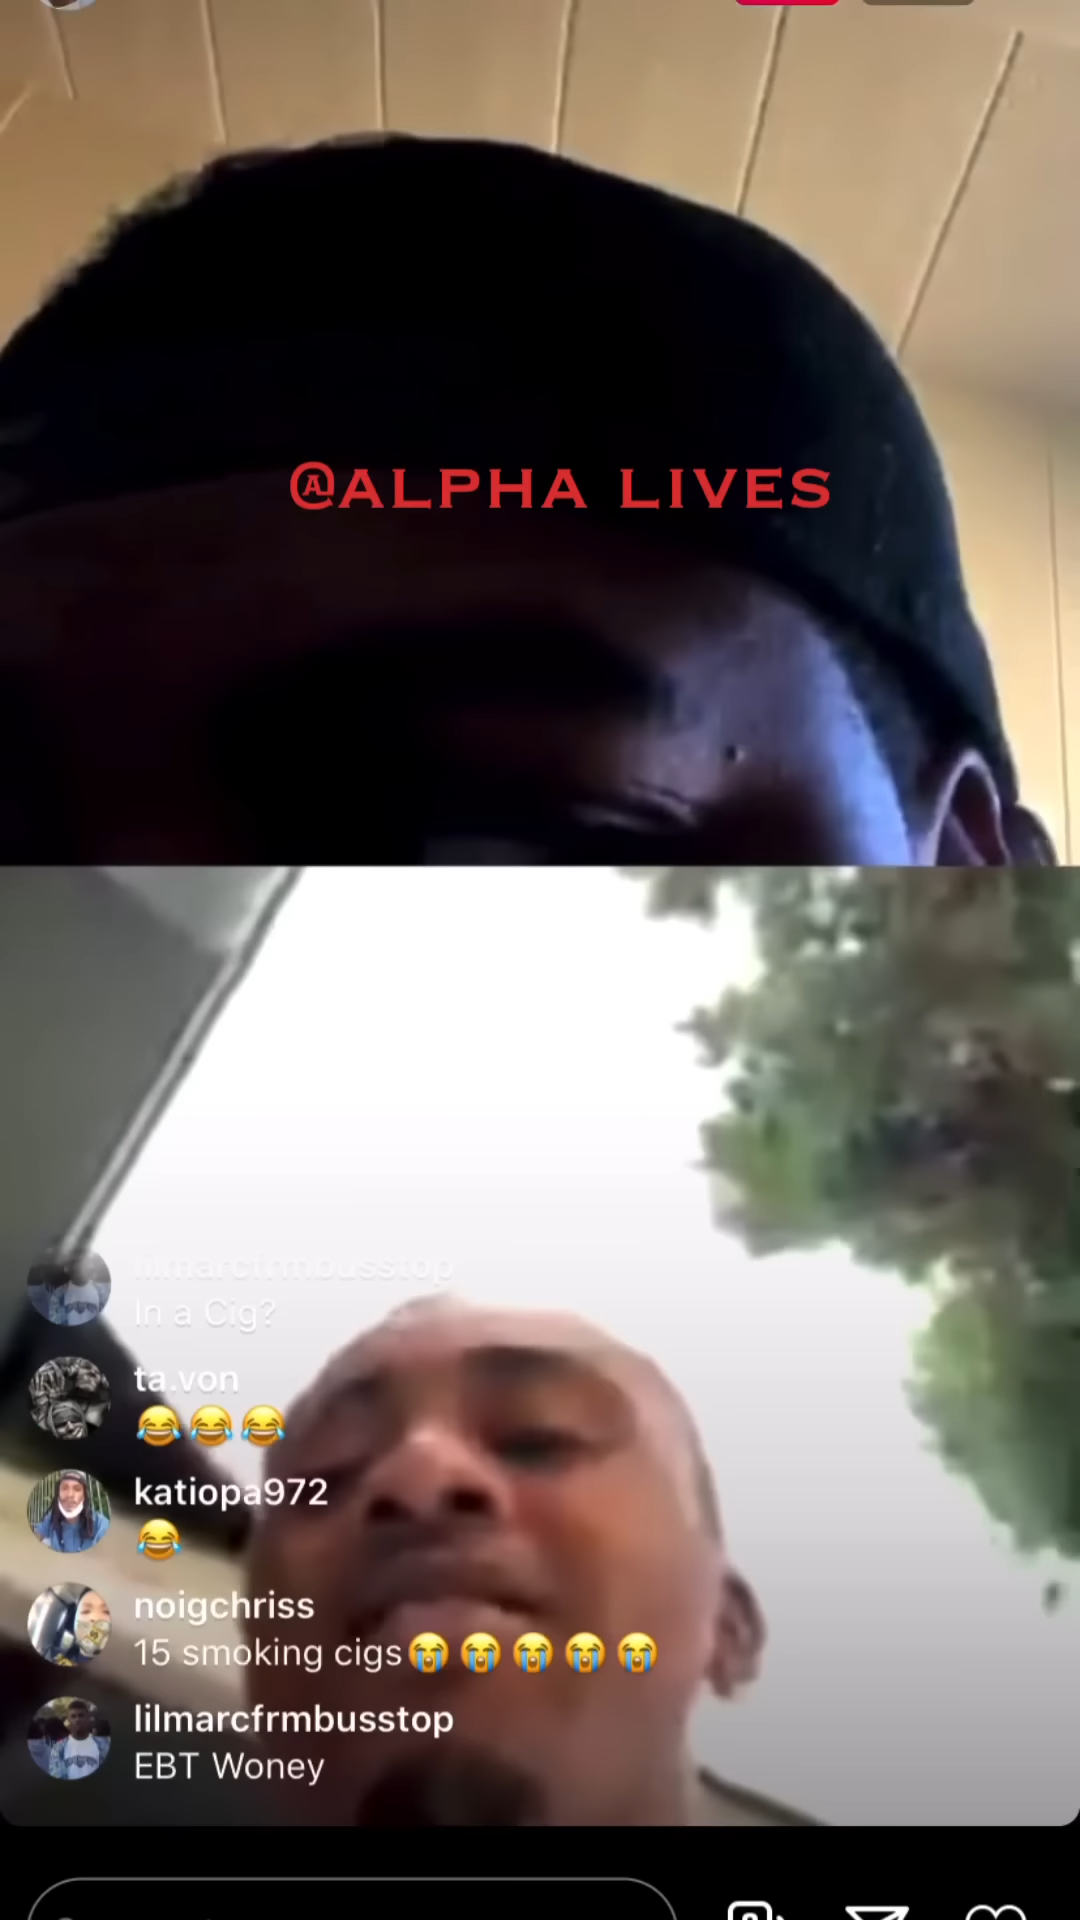 @ALPHA LIVES
lilmarcfrmbusstop
In a Cig?
ta.von
😂😂😂
katiopa972
😂
noigchriss
15 smoking cigs😭😭😭😭😭
lilmarcfrmbusstop
EBT Woney